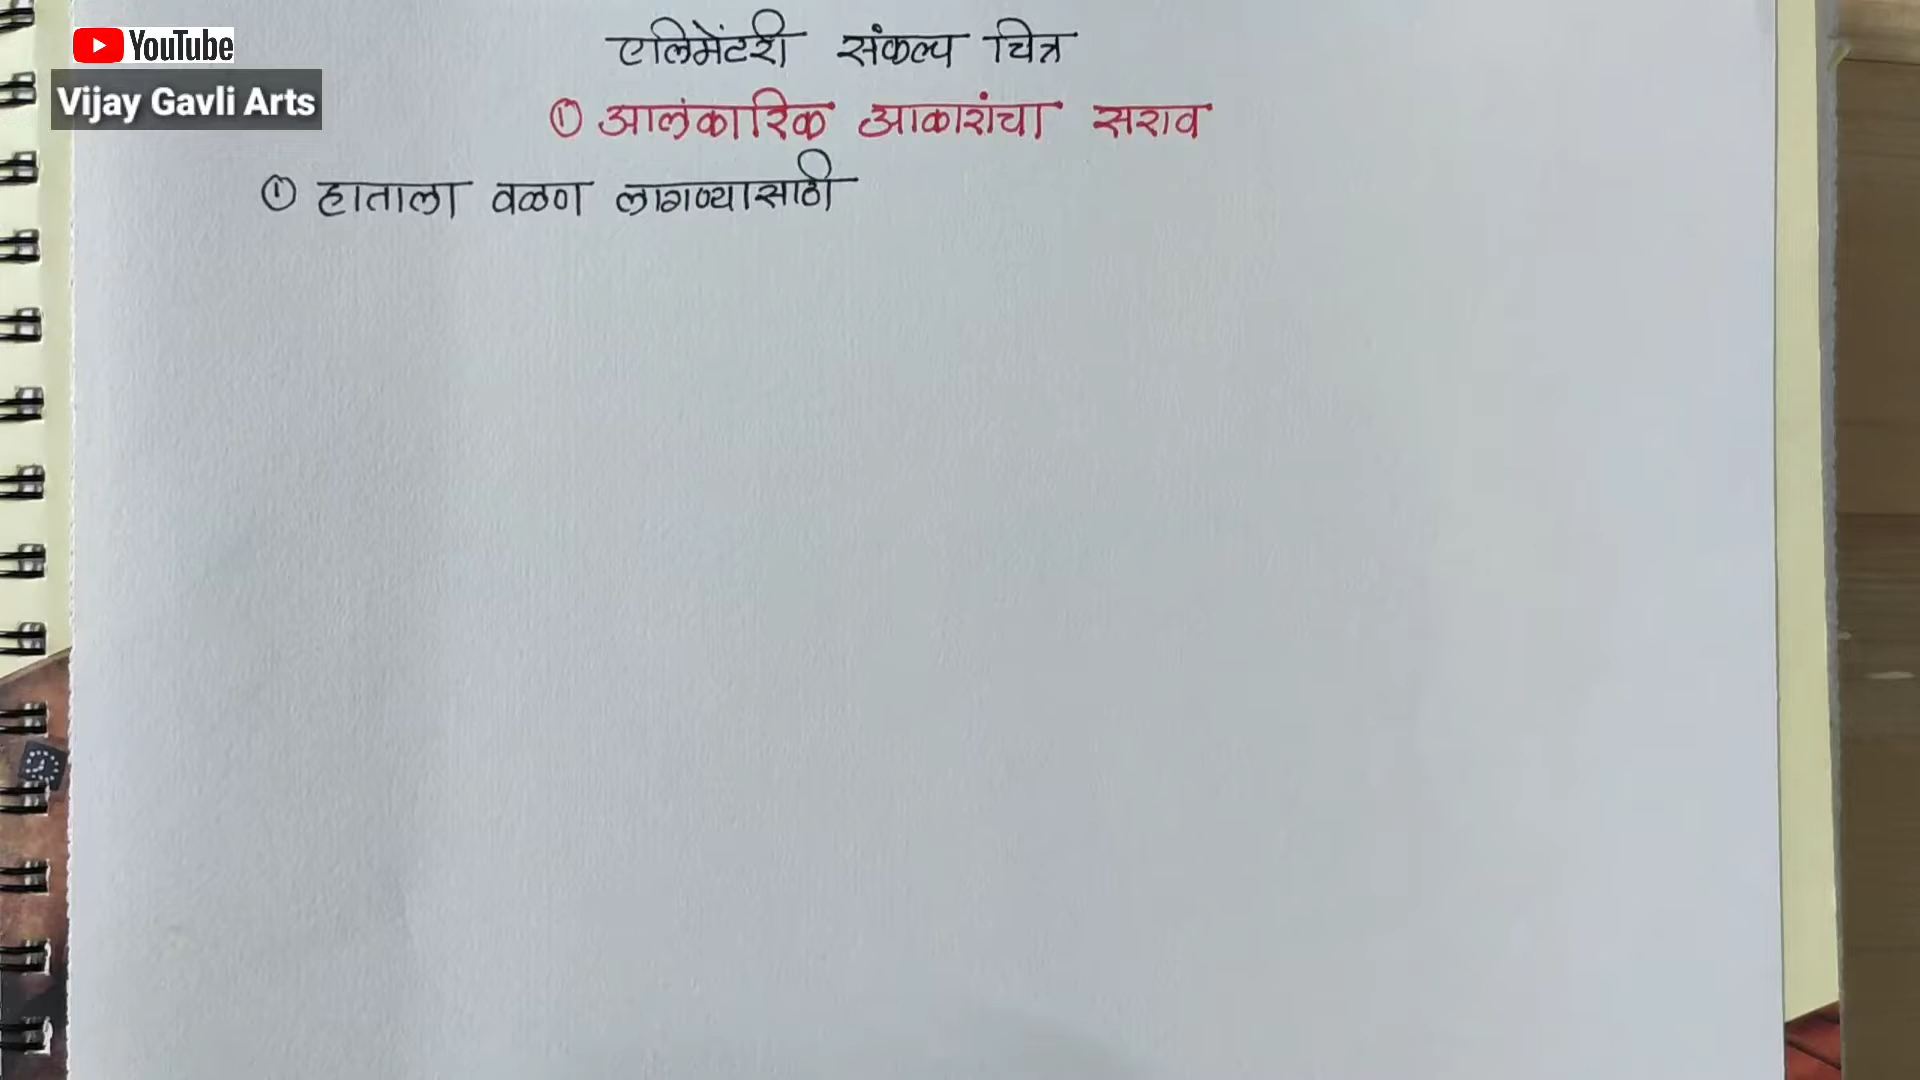 YouTube
Vijay Gavli Arts
एलिमेंटरी संकल्प चित्र
① आलंकारिक आकारांचा सराव
① हाताला वळण लागण्यासाठी